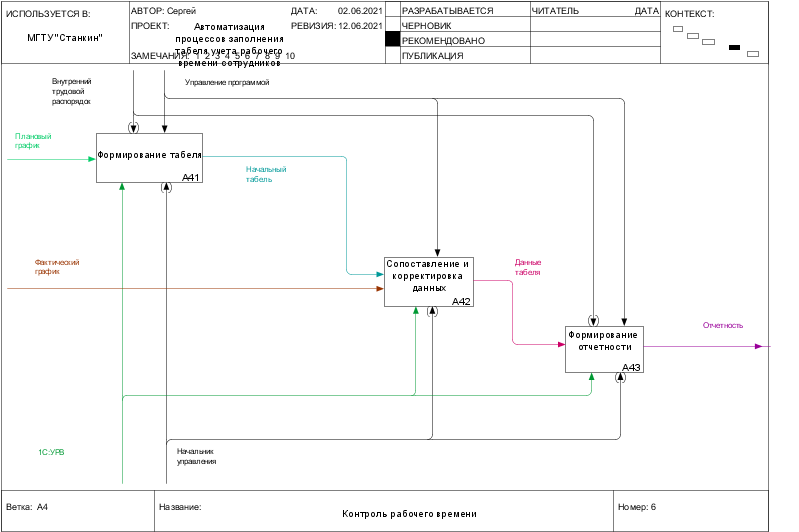 ИСПОЛЬЗУЕТСЯ В:
МГТУ"Станкин"
АВТОР: Сергей
ДАТА: 02.06.2021
ПРОЕКТ: Автоматизация
процессов заполнения
табеля учета рабочего
времени сотрудников
РЕВИЗИЯ: 12.06.2021
ЗАМЕЧАНИЯ: 1 2 3 4 5 6 7 8 9 10
РАЗРАБАТЫВАЕТСЯ
ЧЕРНОВИК
РЕКОМЕНДОВАНО
ПУБЛИКАЦИЯ
ЧИТАТЕЛЬ ДАТА
КОНТЕКСТ:
Внутренний
трудовой
распорядок
Управление программой
Плановый
график
Формирование табеля
A41
Начальный
табель
Фактический
график
Сопоставление и
корректировка
данных
A42
Данные
табеля
Формирование
отчетности
A43
Отчетность
1С:УРВ
Начальник
управления
Ветка: A4
Название:
Контроль рабочего времени
Номер: 6